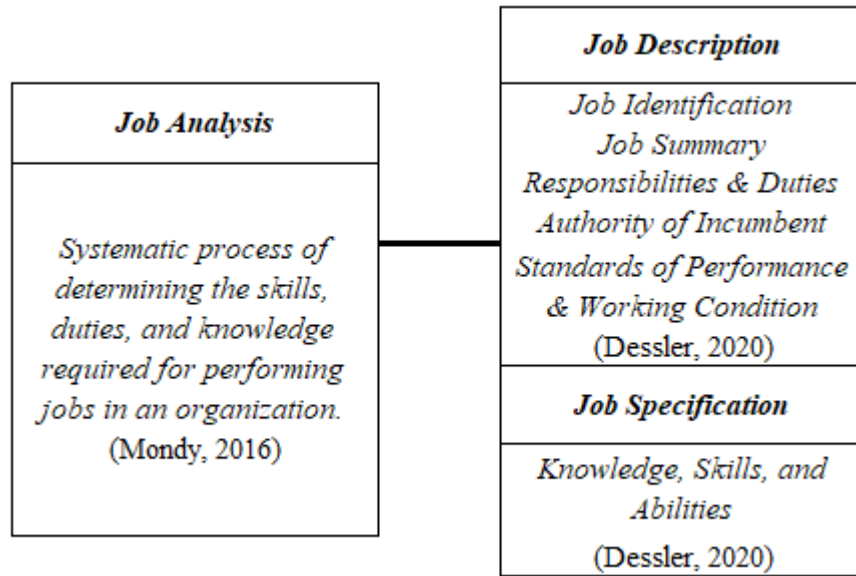 Job Analysis
Systematic process of
determining the skills,
duties, and knowledge
required for performing
jobs in an organization.
(Mondy, 2016)
Job Description
Job Identification
Job Summary
Responsibilities & Duties
Authority of Incumbent
Standards of Performance
& Working Condition
(Dessler, 2020)
Job Specification
Knowledge, Skills, and
Abilities
(Dessler, 2020)